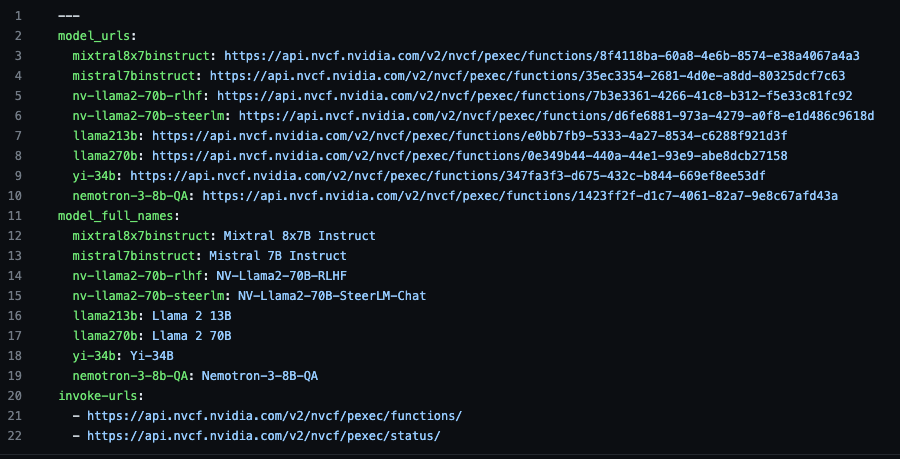 1 ---
2 model_urls:
3 mixtral8x7binstruct: https://api.nvcf.nvidia.com/v2/nvcf/pexec/functions/8f4118ba-60a8-4e6b-8574-e38a4067a4a3
4 mistral7binstruct: https://api.nvcf.nvidia.com/v2/nvcf/pexec/functions/35ec3354-2681-4d0e-a8dd-80325dcf7c63
5 nv-llama2-70b-rlhf: https://api.nvcf.nvidia.com/v2/nvcf/pexec/functions/7b3e3361-4266-41c8-b312-f5e33c81fc92
6 nv-llama2-70b-steerlm: https://api.nvcf.nvidia.com/v2/nvcf/pexec/functions/d6fe6881-973a-4279-a0f8-e1d486c9618d
7 llama213b: https://api.nvcf.nvidia.com/v2/nvcf/pexec/functions/e0bb7fb9-5333-4a27-8534-c6288f921d3f
8 llama270b: https://api.nvcf.nvidia.com/v2/nvcf/pexec/functions/0e349b44-440a-44e1-93e9-abe8dcb27158
9 yi-34b: https://api.nvcf.nvidia.com/v2/nvcf/pexec/functions/347fa3f3-d675-432c-b844-669ef8ee53df
10 nemotron-3-8b-QA: https://api.nvcf.nvidia.com/v2/nvcf/pexec/functions/1423ff2f-d1c7-4061-82a7-9e8c67afd43a
11 model_full_names:
12 mixtral8x7binstruct: Mixtral 8x7B Instruct
13 mistral7binstruct: Mistral 7B Instruct
14 nv-llama2-70b-rlhf: NV-Llama2-70B-RLHF
15 nv-llama2-70b-steerlm: NV-Llama2-70B-SteerLM-Chat
16 llama213b: Llama 2 13B
17 llama270b: Llama 2 70B
18 yi-34b: Yi-34B
19 nemotron-3-8b-QA: Nemotron-3-8B-QA
20 invoke-urls:
21 - https://api.nvcf.nvidia.com/v2/nvcf/pexec/functions/
22 - https://api.nvcf.nvidia.com/v2/nvcf/pexec/status/